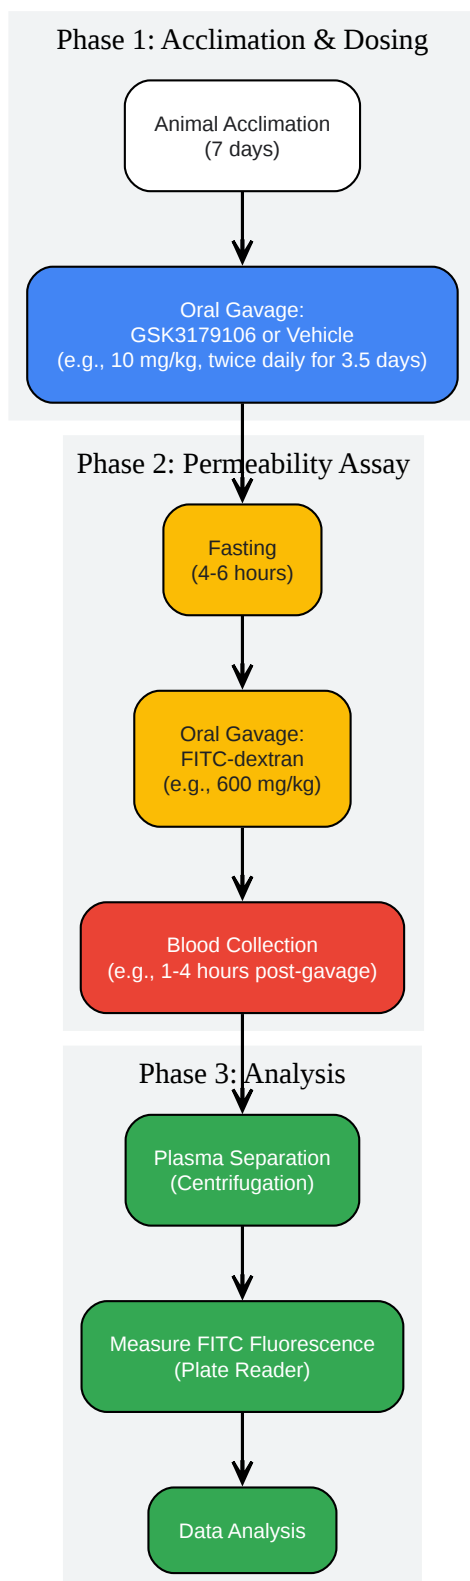 Phase 1: Acclimation & Dosing
Animal Acclimation
(7 days)
Oral Gavage:
GSK3179106 or Vehicle
(e.g., 10 mg/kg, twice daily for 3.5 days)
Phase 2: Permeability Assay
Fasting
(4-6 hours)
Oral Gavage:
FITC-dextran
(e.g., 600 mg/kg)
Blood Collection
(e.g., 1-4 hours post-gavage)
Phase 3: Analysis
Plasma Separation
(Centrifugation)
Measure FITC Fluorescence
(Plate Reader)
Data Analysis